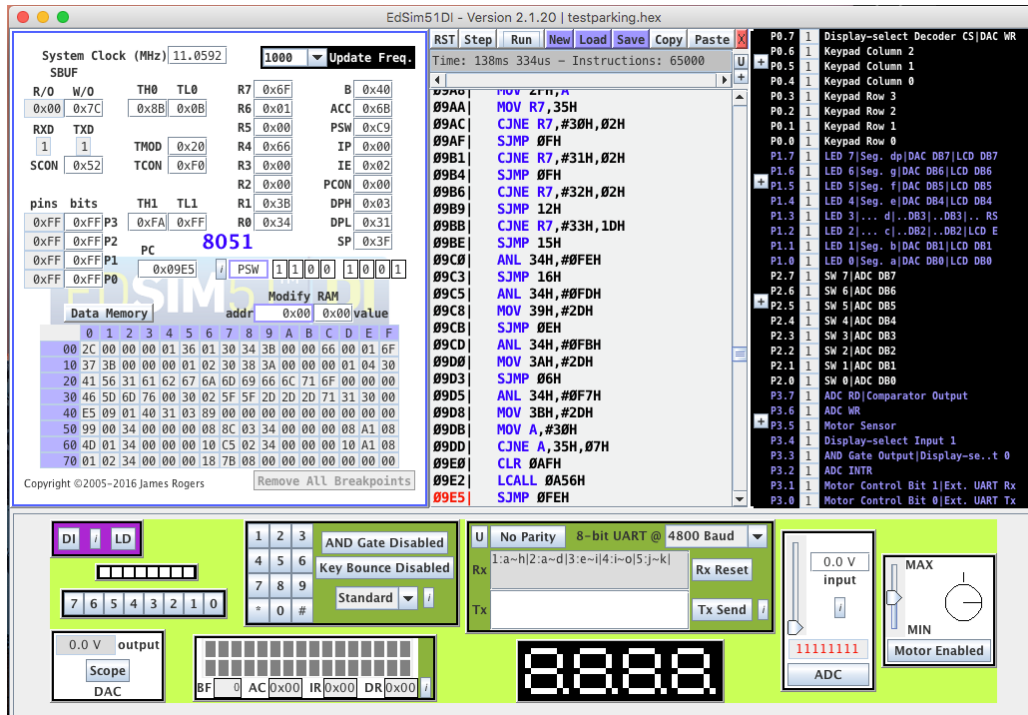 EdSim51DI - Version 2.1.20 | testparking.hex
System Clock (MHz) 11.0592 1000 Update Freq.
SBUF
R/O W/O TH0 TL0 R7 0x6F B 0x40
0x00 0x7C 0x8B 0x0B R6 0x01 ACC 0x6B
RXD TXD R5 0x00 PSW 0xC9
1 1 TMOD 0x20 R4 0x66 IP 0x00
SCON 0x52 TCON 0xF0 R3 0x00 IE 0x02
R2 0x00 PCON 0x00
pins bits TH1 TL1 R1 0x3B DPH 0x03
0xFF 0xFF P3 0xFA 0xFF R0 0x34 DPL 0x31
0xFF 0xFF P2 PC 8051 SP 0x3F
0xFF 0xFF P1 0x09E5 i PSW 1 1 0 0 1 0 0 1
0xFF 0xFF P0
EdSim51 DI
Modify RAM
Data Memory addr 0x00 0x00 value
0 1 2 3 4 5 6 7 8 9 A B C D E F
00 2C 00 00 00 01 36 01 30 34 3B 00 00 66 00 01 6F
10 37 3B 00 00 00 01 02 30 38 3A 00 00 00 01 04 30
20 41 56 31 61 62 67 6A 6D 69 66 6C 71 6F 00 00 00
30 46 5D 6D 76 00 30 02 5F 5F 2D 2D 2D 71 31 30 00
40 E5 09 01 40 31 03 89 00 00 00 00 00 00 00 00 00
50 99 00 34 00 00 00 08 8C 03 34 00 00 00 08 A1 08
60 4D 01 34 00 00 00 10 C5 02 34 00 00 00 10 A1 08
70 01 02 34 00 00 00 18 7B 08 00 00 00 00 00 00 00
Copyright ©2005-2016 James Rogers Remove All Breakpoints
RST Step Run New Load Save Copy Paste X
Time: 138ms 334us - Instructions: 65000 U
+
09A8| MOV 2FH,A
09AA| MOV R7,35H
09AC| CJNE R7,#30H,02H
09AF| SJMP 0FH
09B1| CJNE R7,#31H,02H
09B4| SJMP 0FH
09B6| CJNE R7,#32H,02H
09B9| SJMP 12H
09BB| CJNE R7,#33H,1DH
09BE| SJMP 15H
09C0| ANL 34H,#0FEH
09C3| SJMP 16H
09C5| ANL 34H,#0FDH
09C8| MOV 39H,#2DH
09CB| SJMP 0EH
09CD| ANL 34H,#0FBH
09D0| MOV 3AH,#2DH
09D3| SJMP 06H
09D5| ANL 34H,#0F7H
09D8| MOV 3BH,#2DH
09DB| MOV A,#30H
09DD| CJNE A,35H,07H
09E0| CLR 0AFH
09E2| LCALL 0A56H
09E5| SJMP 0FEH
P0.7 1 Display-select Decoder CS|DAC WR
P0.6 1 Keypad Column 2
+ P0.5 1 Keypad Column 1
P0.4 1 Keypad Column 0
P0.3 1 Keypad Row 3
P0.2 1 Keypad Row 2
P0.1 1 Keypad Row 1
P0.0 1 Keypad Row 0
P1.7 1 LED 7|Seg. dp|DAC DB7|LCD DB7
P1.6 1 LED 6|Seg. g|DAC DB6|LCD DB6
+ P1.5 1 LED 5|Seg. f|DAC DB5|LCD DB5
P1.4 1 LED 4|Seg. e|DAC DB4|LCD DB4
P1.3 1 LED 3|... d|..DB3|..DB3|.. RS
P1.2 1 LED 2|... c|..DB2|..DB2|LCD E
P1.1 1 LED 1|Seg. b|DAC DB1|LCD DB1
P1.0 1 LED 0|Seg. a|DAC DB0|LCD DB0
P2.7 1 SW 7|ADC DB7
P2.6 1 SW 6|ADC DB6
+ P2.5 1 SW 5|ADC DB5
P2.4 1 SW 4|ADC DB4
P2.3 1 SW 3|ADC DB3
P2.2 1 SW 2|ADC DB2
P2.1 1 SW 1|ADC DB1
P2.0 1 SW 0|ADC DB0
P3.7 1 ADC RD|Comparator Output
P3.6 1 ADC WR
+ P3.5 1 Motor Sensor
P3.4 1 Display-select Input 1
P3.3 1 AND Gate Output|Display-se..t 0
P3.2 1 ADC INTR
P3.1 1 Motor Control Bit 1|Ext. UART Rx
P3.0 1 Motor Control Bit 0|Ext. UART Tx
DI i LD
7 6 5 4 3 2 1 0
1 2 3
4 5 6
7 8 9
* 0 #
AND Gate Disabled
Key Bounce Disabled
Standard i
U No Parity 8-bit UART @ 4800 Baud
Rx 1:a~h|2:a~d|3:e~i|4:i~o|5:j~k| Rx Reset
Tx Tx Send i
0.0 V
input
i
11111111
ADC
MAX
MIN
Motor Enabled
0.0 V output
Scope
DAC
BF 0 AC 0x00 IR 0x00 DR 0x00 i
8.8.8.8.